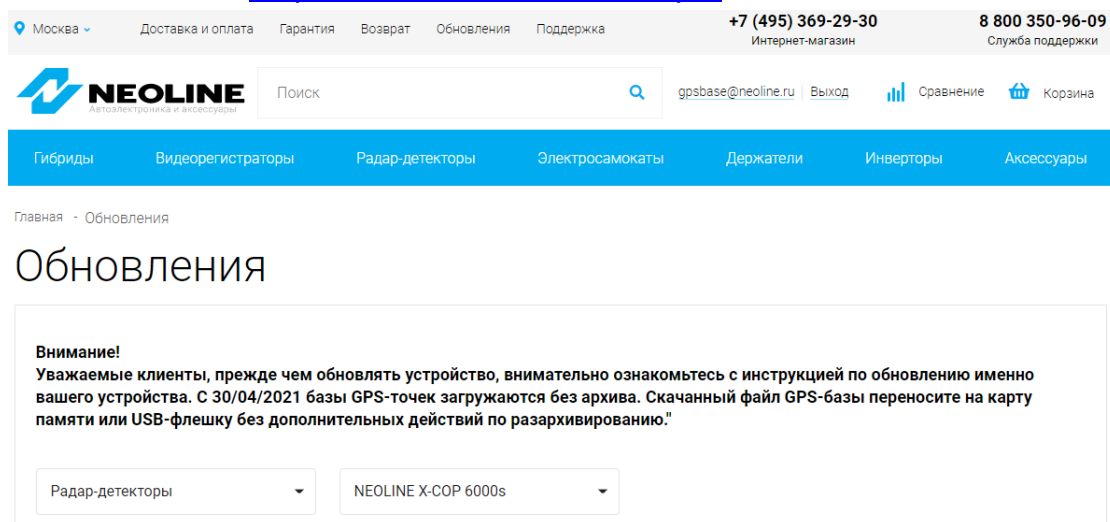 Москва
Доставка и оплата
Гарантия
Возврат
Обновления
Поддержка
+7 (495) 369-29-30
Интернет-магазин
8 800 350-96-09
Служба поддержки
NEOLINE
Автоэлектроника и аксессуары
Поиск
gpsbase@neoline.ru
Выход
Сравнение
Корзина
Гибриды
Видеорегистраторы
Радар-детекторы
Электросамокаты
Держатели
Инверторы
Аксессуары
Главная - Обновления
Обновления
Внимание!
Уважаемые клиенты, прежде чем обновлять устройство, внимательно ознакомьтесь с инструкцией по обновлению именно
вашего устройства. С 30/04/2021 базы GPS-точек загружаются без архива. Скачанный файл GPS-базы переносите на карту
памяти или USB-флешку без дополнительных действий по разархивированию."
Радар-детекторы
NEOLINE X-COP 6000s